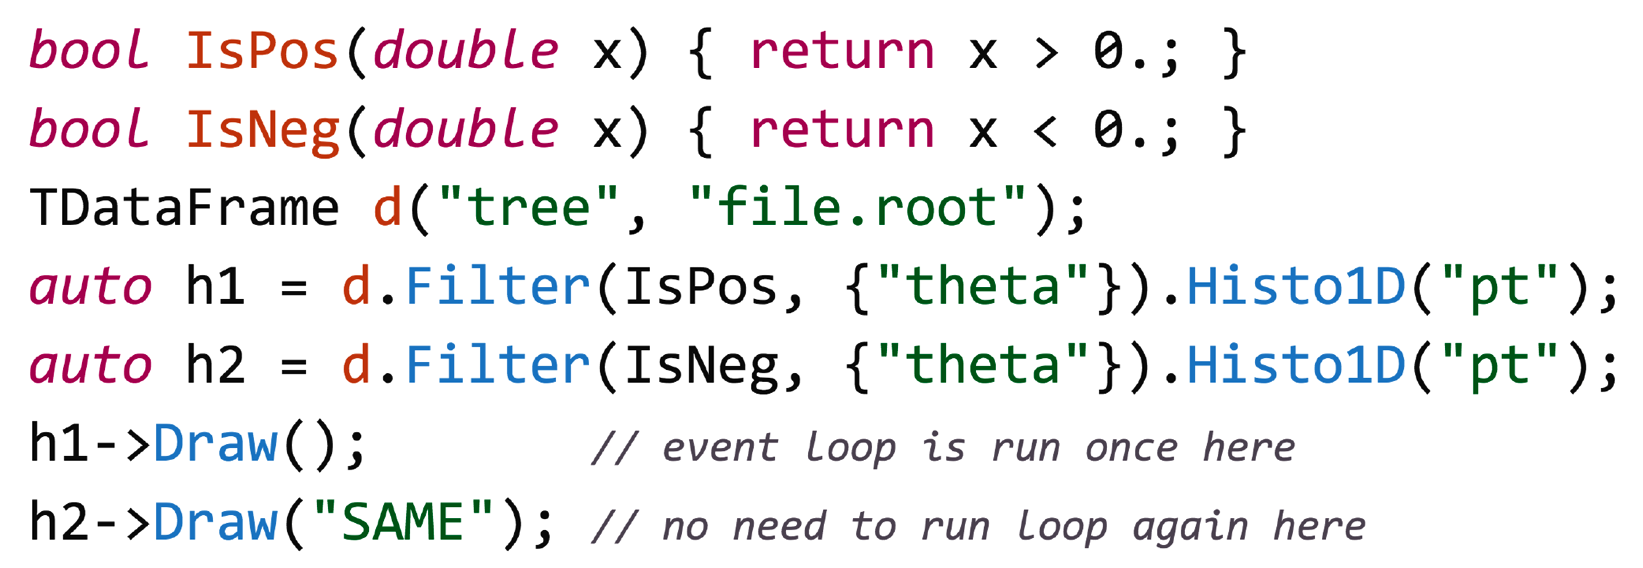 bool IsPos(double x) { return x > 0.; }
bool IsNeg(double x) { return x < 0.; }
TDataFrame d("tree", "file.root");
auto h1 = d.Filter(IsPos, {"theta"}).Histo1D("pt");
auto h2 = d.Filter(IsNeg, {"theta"}).Histo1D("pt");
h1->Draw();       // event loop is run once here
h2->Draw("SAME"); // no need to run loop again here